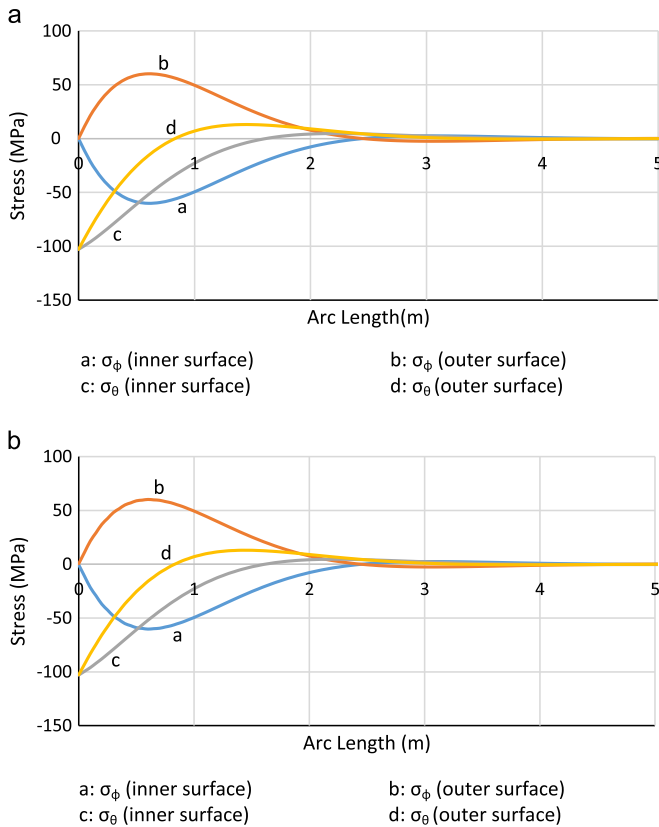 a
100
50
0
-50
-100
-150
Stress (MPa)
0 1 2 3 4 5
b
d
a
c
Arc Length(m)
a: σϕ (inner surface) b: σϕ (outer surface)
c: σθ (inner surface) d: σθ (outer surface)
b
100
50
0
-50
-100
-150
Stress (MPa)
0 1 2 3 4 5
b
d
a
c
Arc Length (m)
a: σϕ (inner surface) b: σϕ (outer surface)
c: σθ (inner surface) d: σθ (outer surface)